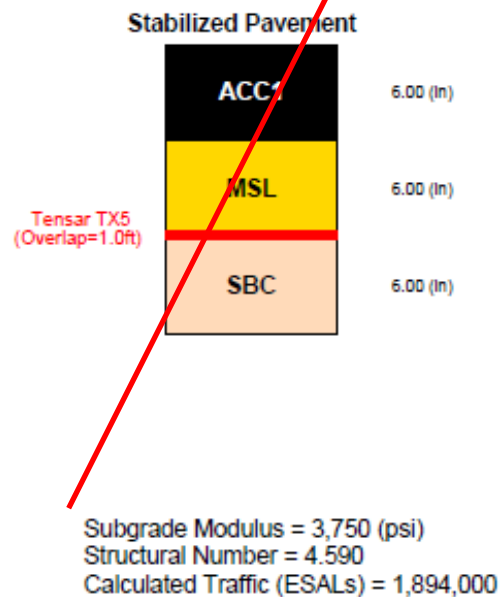 Stabilized Pavement
ACC1
6.00 (in)
MSL
6.00 (in)
Tensar TX5
(Overlap=1.0ft)
SBC
6.00 (in)
Subgrade Modulus = 3,750 (psi)
Structural Number = 4.590
Calculated Traffic (ESALs) = 1,894,000